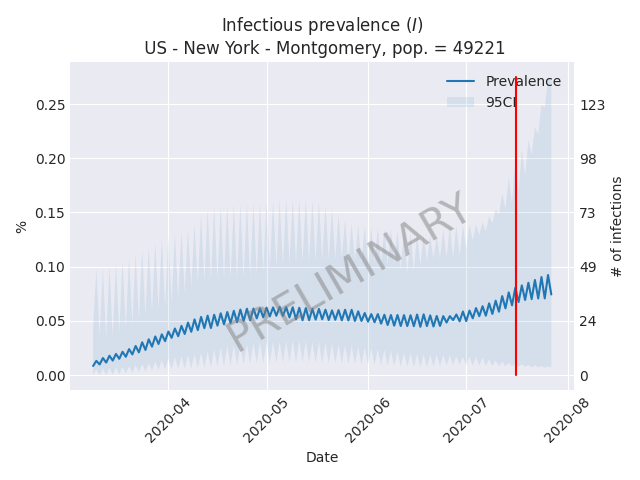 Infectious prevalence (I)
US - New York - Montgomery, pop. = 49221
Prevalence
95CI
0.25
0.20
0.15
0.10
0.05
0.00
%
123
98
73
49
24
0
# of infections
PRELIMINARY
2020-04
2020-05
2020-06
2020-07
2020-08
Date